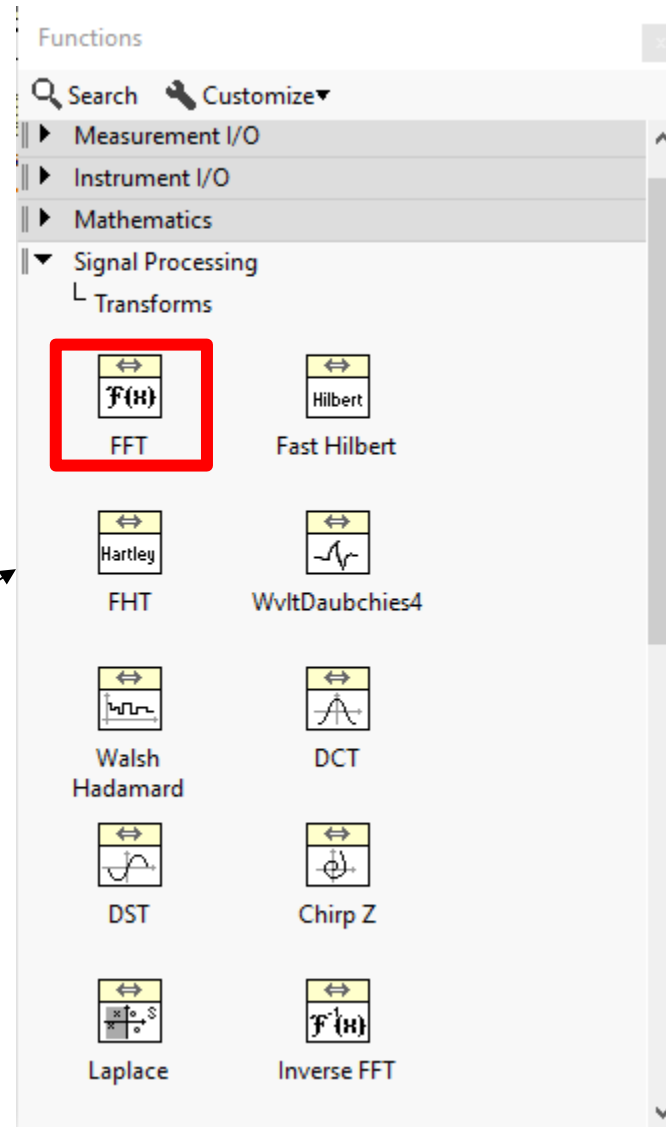 Functions
Search Customize
Measurement I/O
Instrument I/O
Mathematics
Signal Processing
Transforms
F(x)
Hilbert
FFT
Fast Hilbert
Hartley
FHT
WvltDaubchies4
Walsh
Hadamard
DCT
DST
Chirp Z
S
F⁻¹(x)
Laplace
Inverse FFT